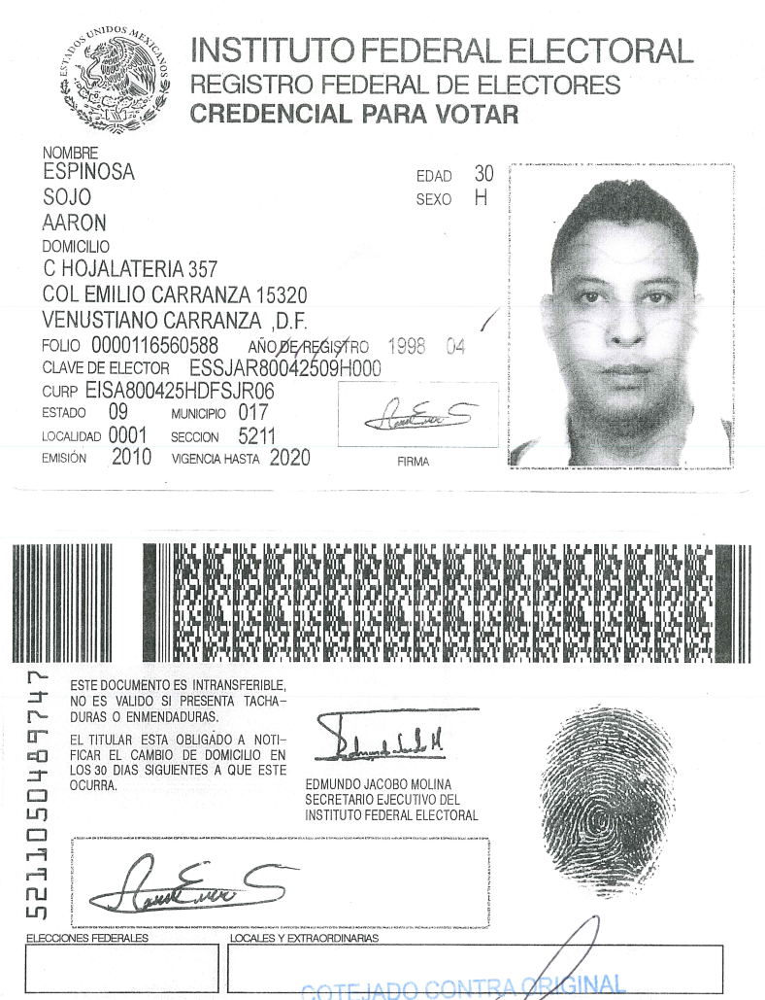 ESTADOS UNIDOS MEXICANOS
INSTITUTO FEDERAL ELECTORAL
REGISTRO FEDERAL DE ELECTORES
CREDENCIAL PARA VOTAR
NOMBRE
ESPINOSA
SOJO
AARON
EDAD 30
SEXO H
DOMICILIO
C HOJALATERIA 357
COL EMILIO CARRANZA 15320
VENUSTIANO CARRANZA ,D.F.
FOLIO 0000116560588 AÑO DE REGISTRO 1998 04
CLAVE DE ELECTOR ESSJAR80042509H000
CURP EISA800425HDFSJR06
ESTADO 09 MUNICIPIO 017
LOCALIDAD 0001 SECCION 5211
EMISIÓN 2010 VIGENCIA HASTA 2020
FIRMA
5211050489747
ESTE DOCUMENTO ES INTRANSFERIBLE,
NO ES VALIDO SI PRESENTA TACHA-
DURAS O ENMENDADURAS.
EL TITULAR ESTA OBLIGADO A NOTI-
FICAR EL CAMBIO DE DOMICILIO EN
LOS 30 DIAS SIGUIENTES A QUE ESTE
OCURRA.
EDMUNDO JACOBO MOLINA
SECRETARIO EJECUTIVO DEL
INSTITUTO FEDERAL ELECTORAL
ELECCIONES FEDERALES
LOCALES Y EXTRAORDINARIAS
COTEJADO CONTRA ORIGINAL